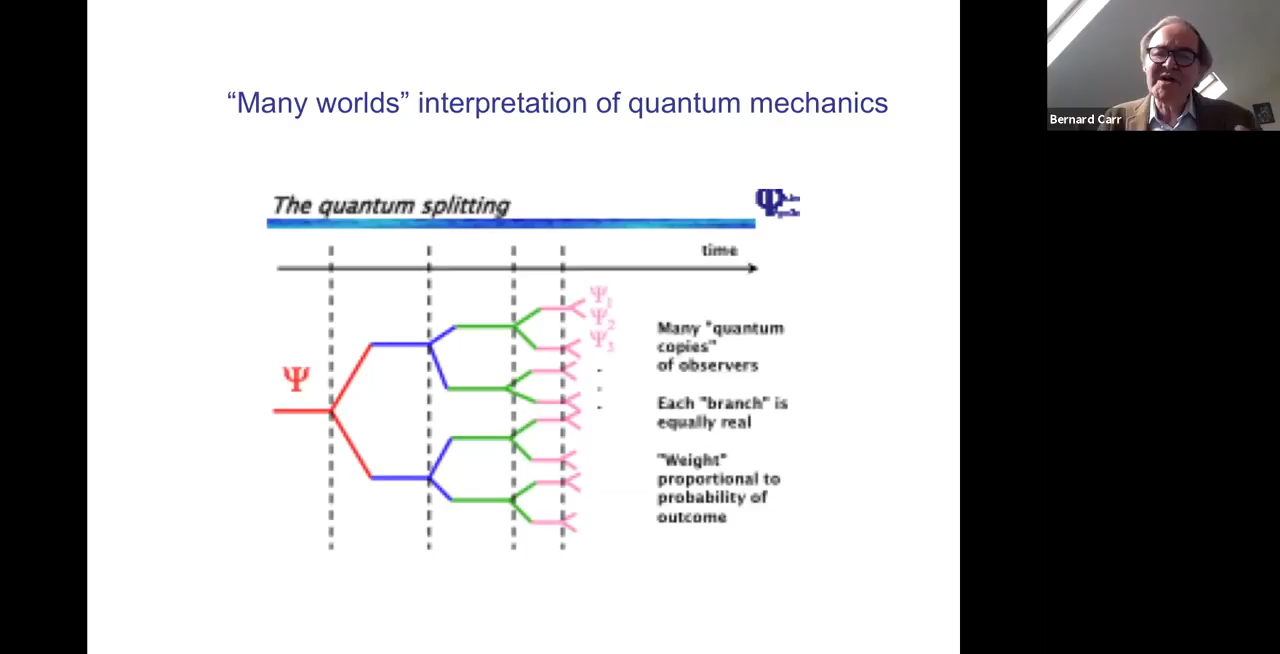 “Many worlds” interpretation of quantum mechanics
Bernard Carr
The quantum splitting
time
Ψ
Ψ1
Ψ2
Ψ3
Many "quantum
copies"
of observers
Each "branch" is
equally real
"Weight"
proportional to
probability of
outcome